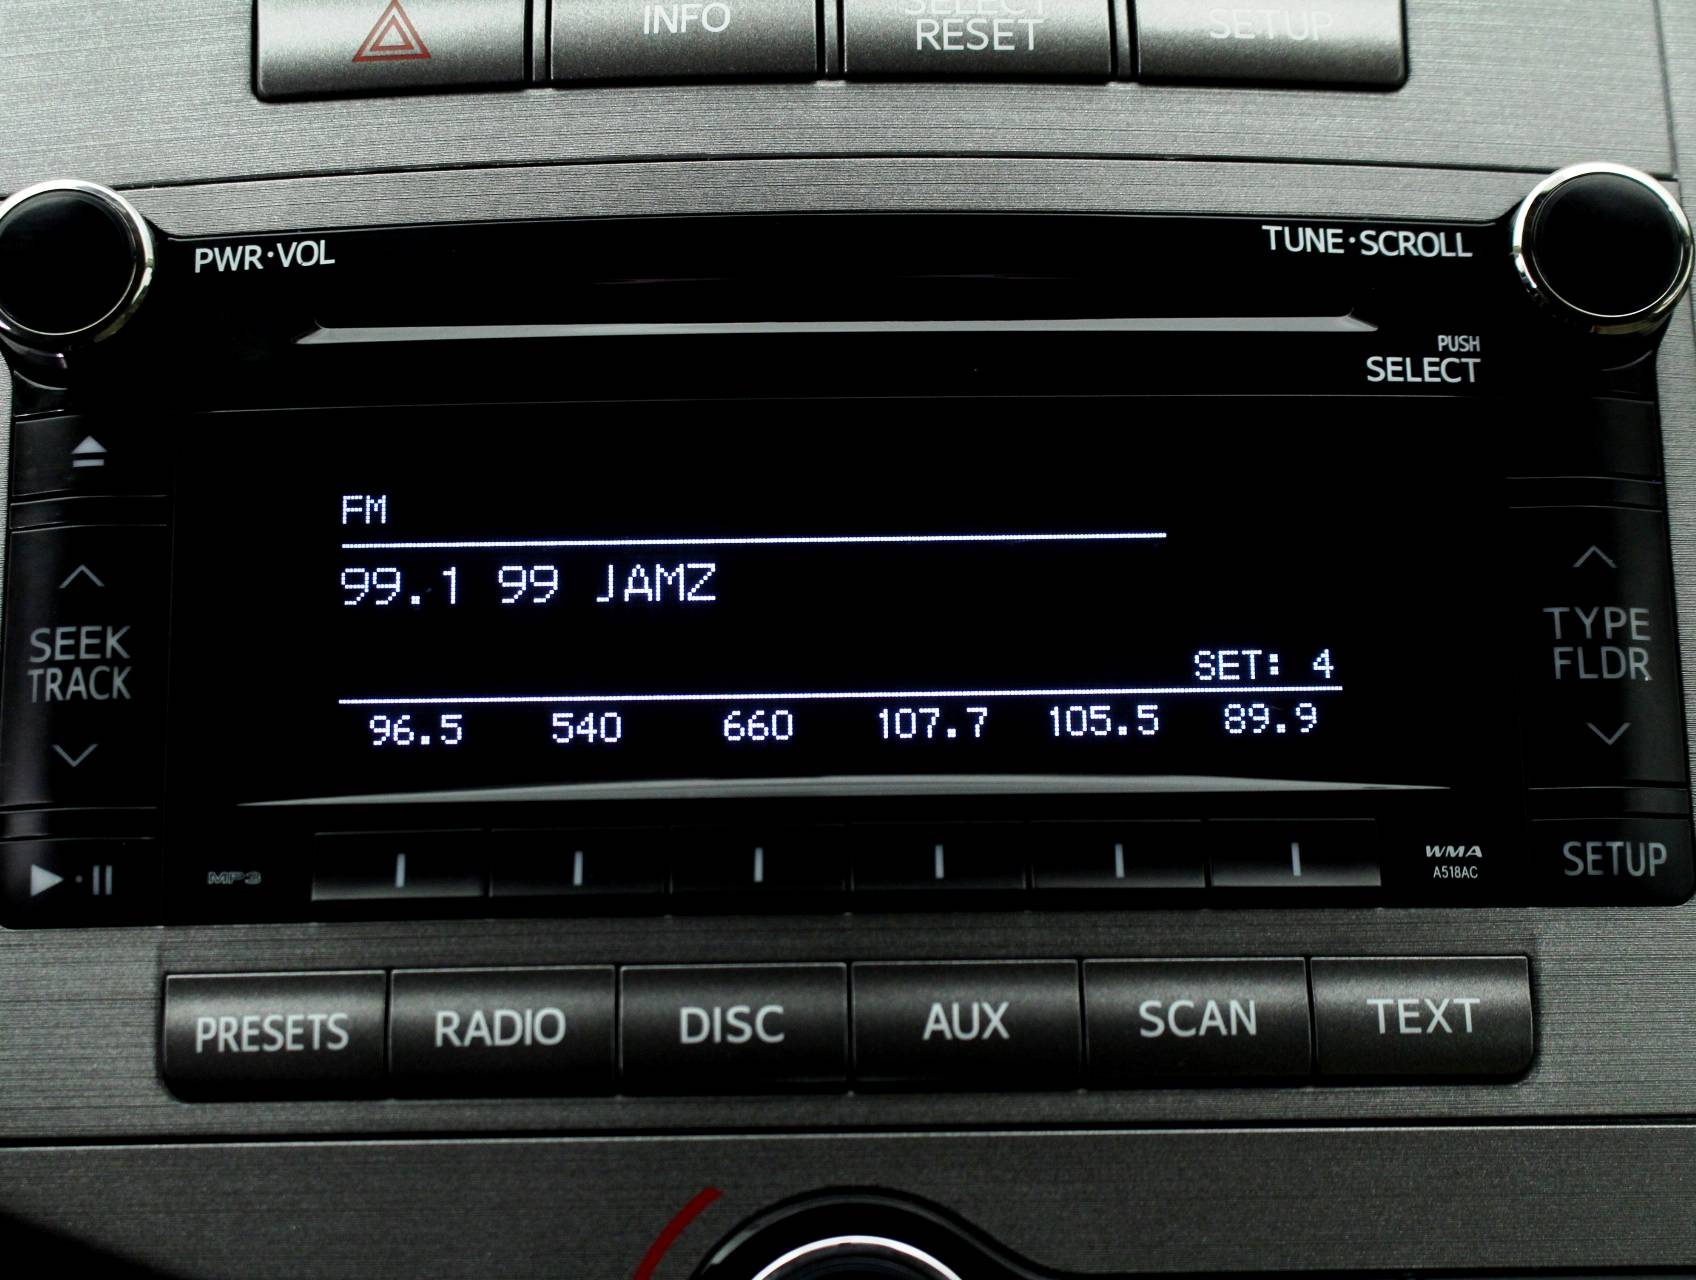 INFO
SELECT
RESET
SETUP
PWR·VOL
TUNE·SCROLL
PUSH
SELECT
FM
99.1 99 JAMZ
SEEK
TRACK
TYPE
FLDR
SET: 4
96.5 540 660 107.7 105.5 89.9
MP3
WMA
A518AC
SETUP
PRESETS RADIO DISC AUX SCAN TEXT